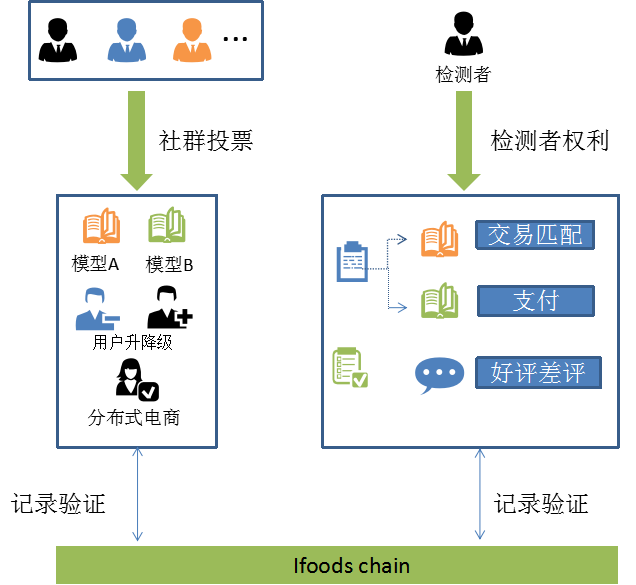 检测者
社群投票
检测者权利
模型A
模型B
用户升降级
分布式电商
交易匹配
支付
好评差评
记录验证
记录验证
Ifoods chain